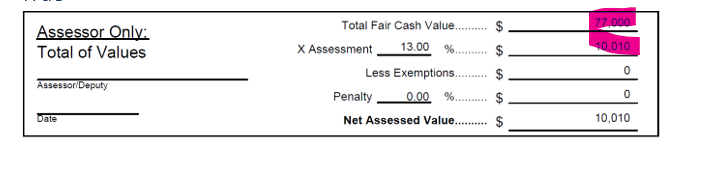 Assessor Only:
Total of Values
Assessor/Deputy
Date
Total Fair Cash Value.......... $ 77,000
X Assessment 13.00 %.......... $ 10,010
Less Exemptions.......... $ 0
Penalty 0.00 %.......... $ 0
Net Assessed Value.......... $ 10,010